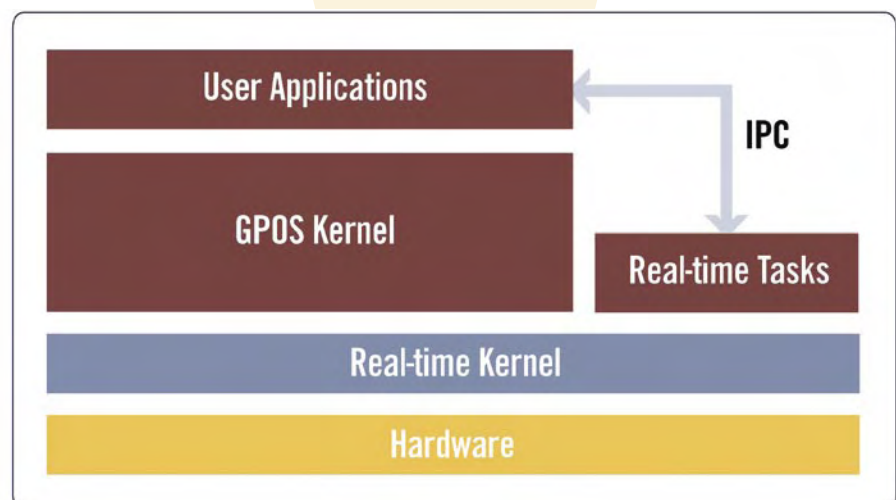 User Applications
IPC
GPOS Kernel
Real-time Tasks
Real-time Kernel
Hardware